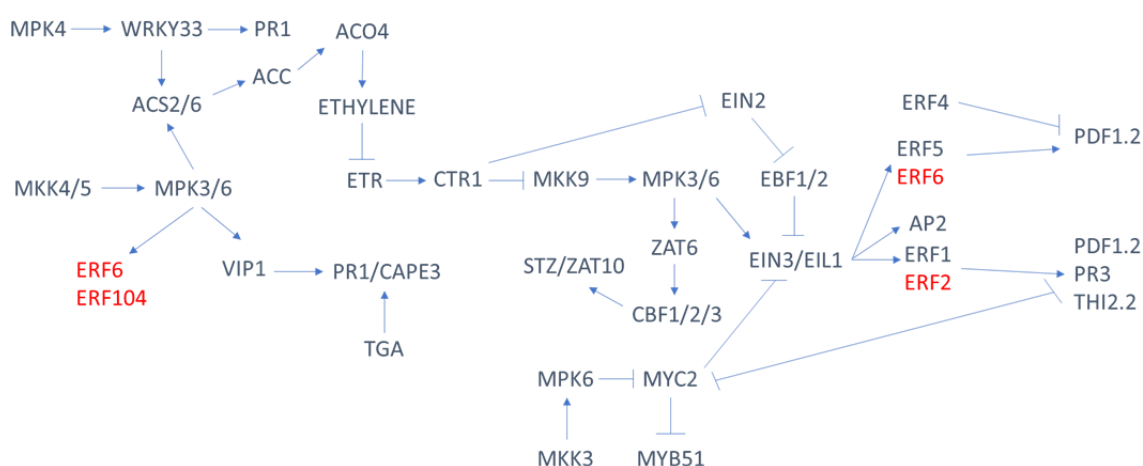 MPK4
WRKY33
PR1
ACO4
ACC
ACS2/6
ETHYLENE
EIN2
ERF4
PDF1.2
ERF5
ERF6
MKK4/5
MPK3/6
ETR
CTR1
MKK9
MPK3/6
EBF1/2
AP2
ERF1
ERF2
PDF1.2
PR3
THI2.2
ERF6
ERF104
VIP1
PR1/CAPE3
STZ/ZAT10
ZAT6
EIN3/EIL1
CBF1/2/3
TGA
MPK6
MYC2
MKK3
MYB51